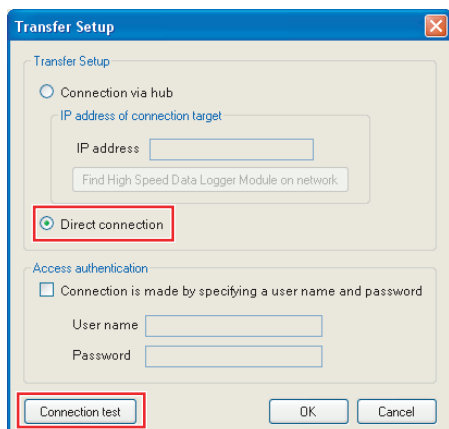 Transfer Setup
Transfer Setup
Connection via hub
IP address of connection target
IP address
Find High Speed Data Logger Module on network
Direct connection
Access authentication
Connection is made by specifying a user name and password
User name
Password
Connection test
OK
Cancel